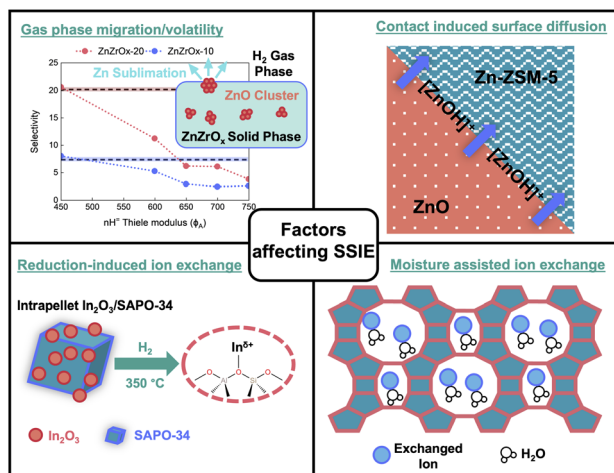 Gas phase migration/volatility
ZnZrOx-20
ZnZrOx-10
Zn Sublimation
H₂ Gas
Phase
ZnO Cluster
ZnZrOₓ Solid Phase
Selectivity
25
20
15
10
5
0
450
600
650
700
750
nH⁼ Thiele modulus (ϕA)
Contact induced surface diffusion
Zn-ZSM-5
[ZnOH]⁺
[ZnOH]⁺
ZnO
Factors
affecting SSIE
Reduction-induced ion exchange
Intrapellet In₂O₃/SAPO-34
H₂
350 °C
Inᵟ⁺
O
O
O
Al
Si
In₂O₃
SAPO-34
Moisture assisted ion exchange
Exchanged
Ion
H₂O